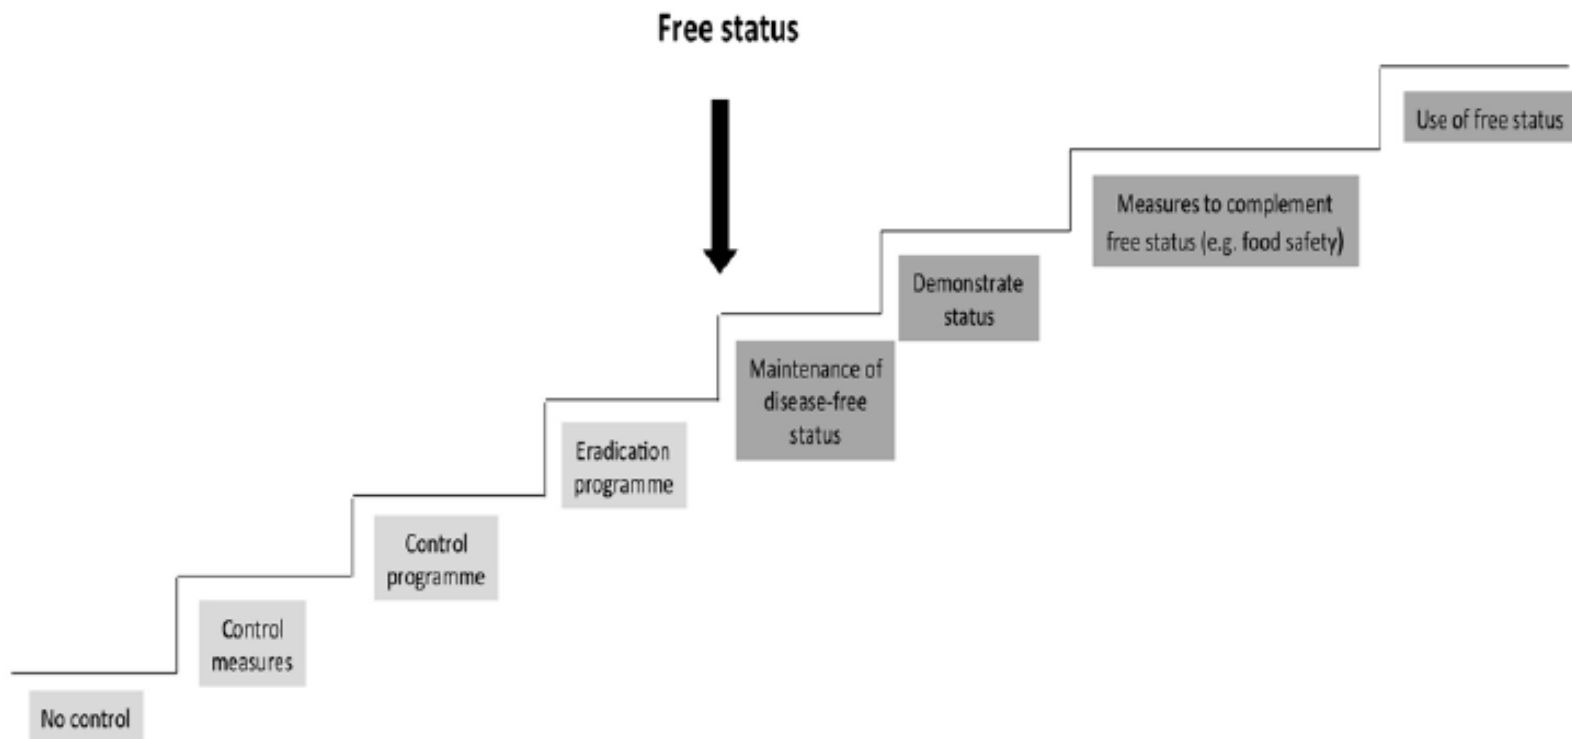 Free status
Use of free status
Measures to complement
free status (e.g. food safety)
Demonstrate
status
Maintenance of
disease-free
status
Eradication
programme
Control
programme
Control
measures
No control